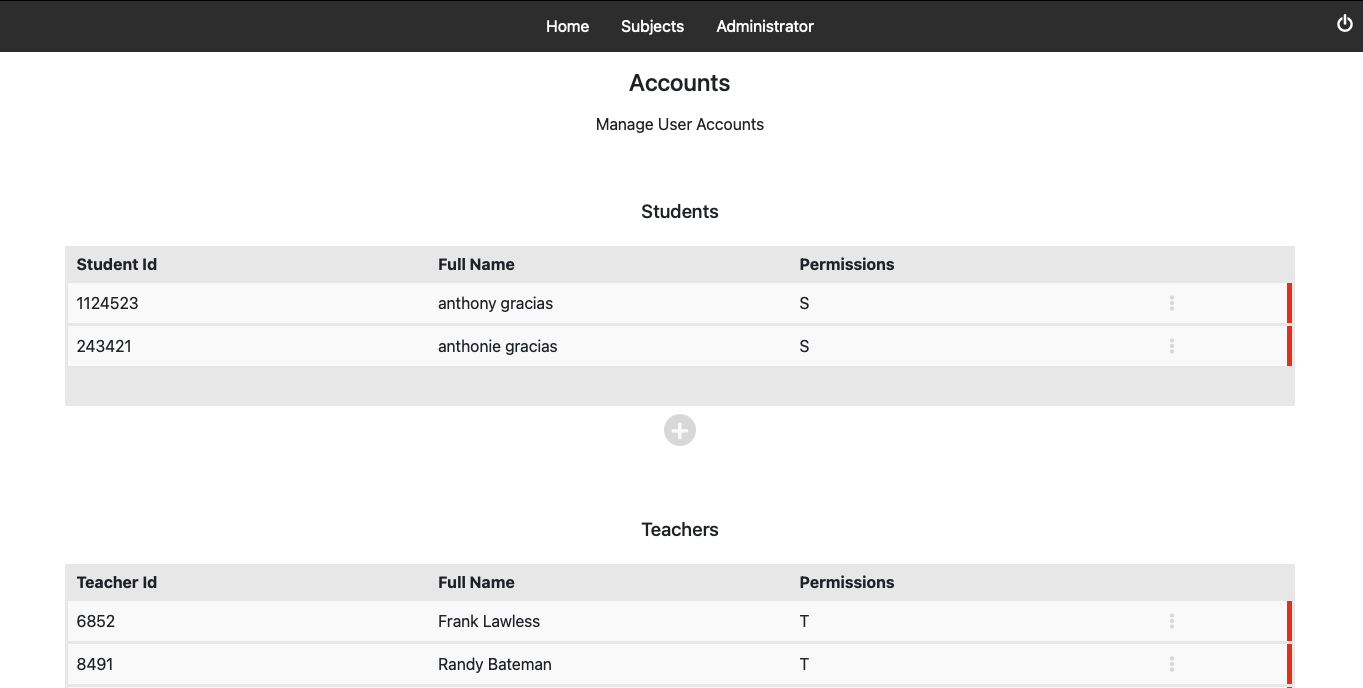 Home Subjects Administrator
Accounts
Manage User Accounts
Students
Student Id Full Name Permissions
1124523 anthony gracias S
243421 anthonie gracias S
Teachers
Teacher Id Full Name Permissions
6852 Frank Lawless T
8491 Randy Bateman T